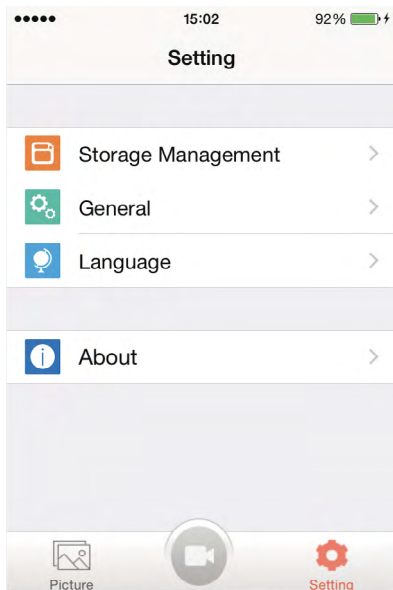 15:02
92%
Setting
Storage Management
General
Language
About
Picture
Setting